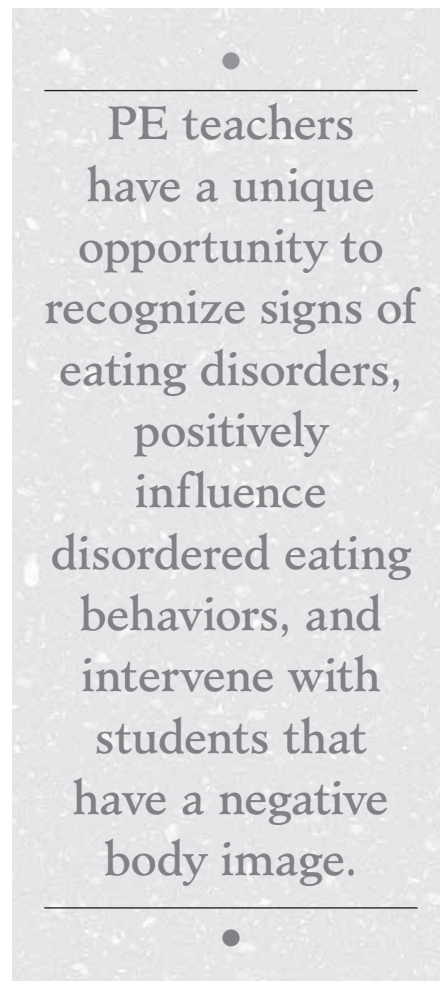 PE teachers
have a unique
opportunity to
recognize signs of
eating disorders,
positively
influence
disordered eating
behaviors, and
intervene with
students that
have a negative
body image.